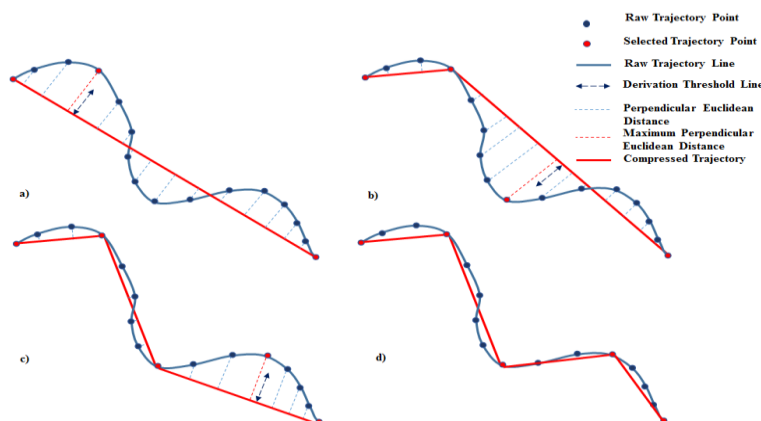 Raw Trajectory Point
Selected Trajectory Point
Raw Trajectory Line
Derivation Threshold Line
Perpendicular Euclidean
Distance
Maximum Perpendicular
Euclidean Distance
Compressed Trajectory
a)
b)
c)
d)